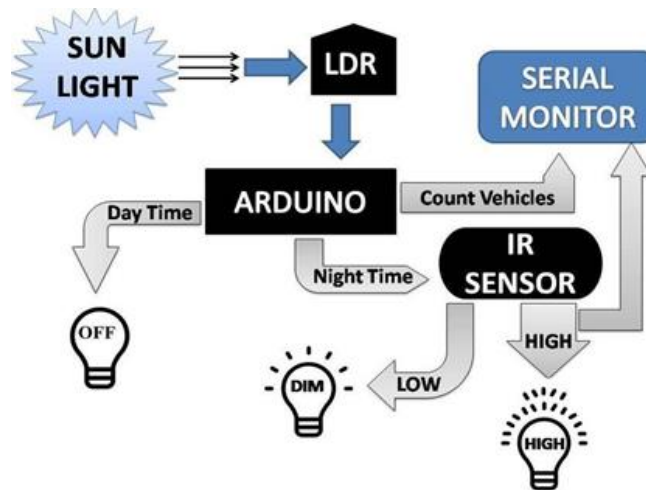 SUN
LIGHT
LDR
SERIAL
MONITOR
ARDUINO
Count Vehicles
Day Time
Night Time
IR
SENSOR
OFF
HIGH
LOW
DIM
HIGH